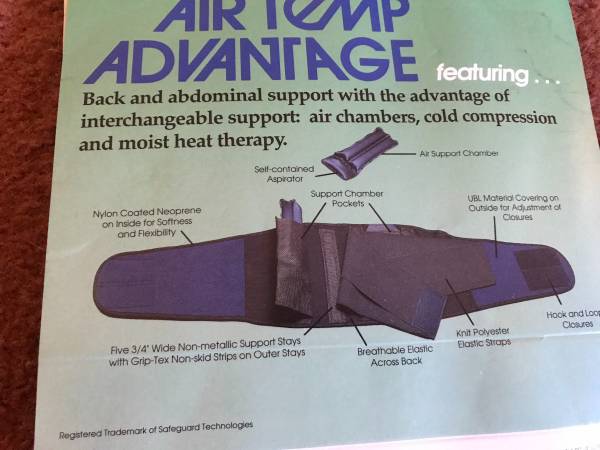 AIR TEMP
ADVANTAGE featuring . . .
Back and abdominal support with the advantage of
interchangeable support: air chambers, cold compression
and moist heat therapy.
Air Support Chamber
Self-contained
Aspirator
Support Chamber
Pockets
UBL Material Covering on
Outside for Adjustment of
Closures
Nylon Coated Neoprene
on Inside for Softness
and Flexibility
Hook and Loop
Closures
Knit Polyester
Elastic Straps
Five 3/4" Wide Non-metallic Support Stays
with Grip-Tex Non-skid Strips on Outer Stays
Breathable Elastic
Across Back
Registered Trademark of Safeguard Technologies